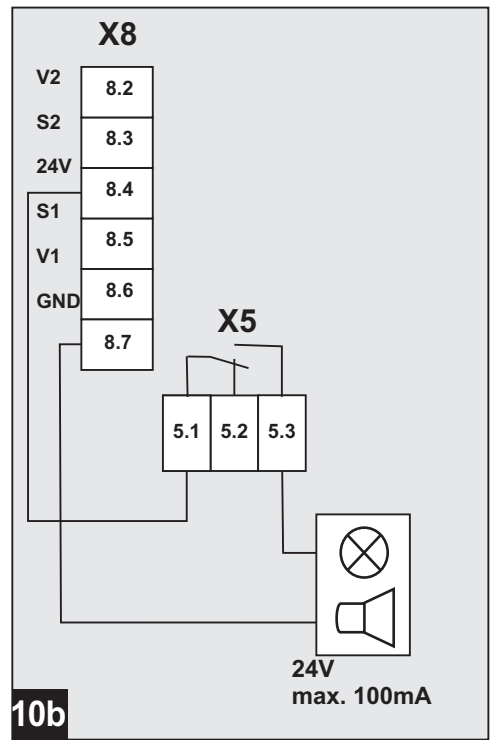 X8
V2
8.2
S2
8.3
24V
8.4
S1
8.5
V1
8.6
GND
8.7
X5
5.1 5.2 5.3
24V
max. 100mA
10b